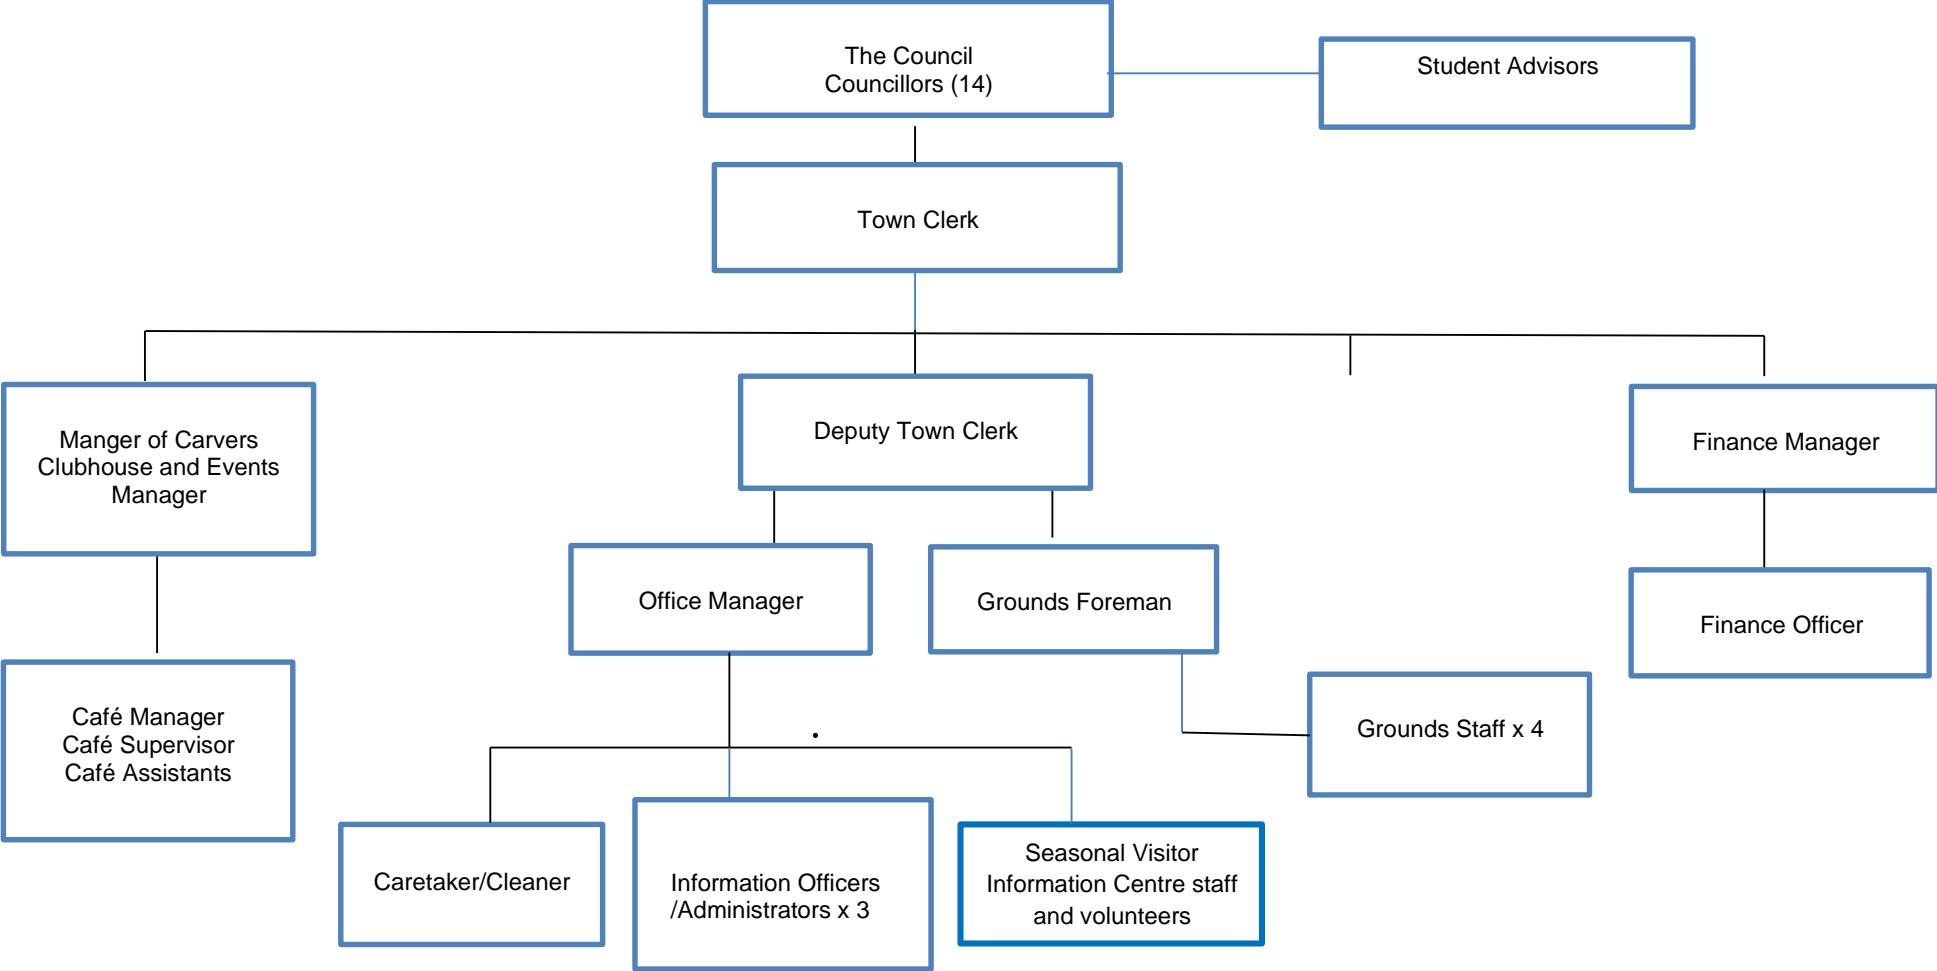 The Council
Councillors (14)
Student Advisors
Town Clerk
Manger of Carvers
Clubhouse and Events
Manager
Deputy Town Clerk
Finance Manager
Office Manager
Grounds Foreman
Finance Officer
Café Manager
Café Supervisor
Café Assistants
Grounds Staff x 4
Caretaker/Cleaner
Information Officers
/Administrators x 3
Seasonal Visitor
Information Centre staff
and volunteers